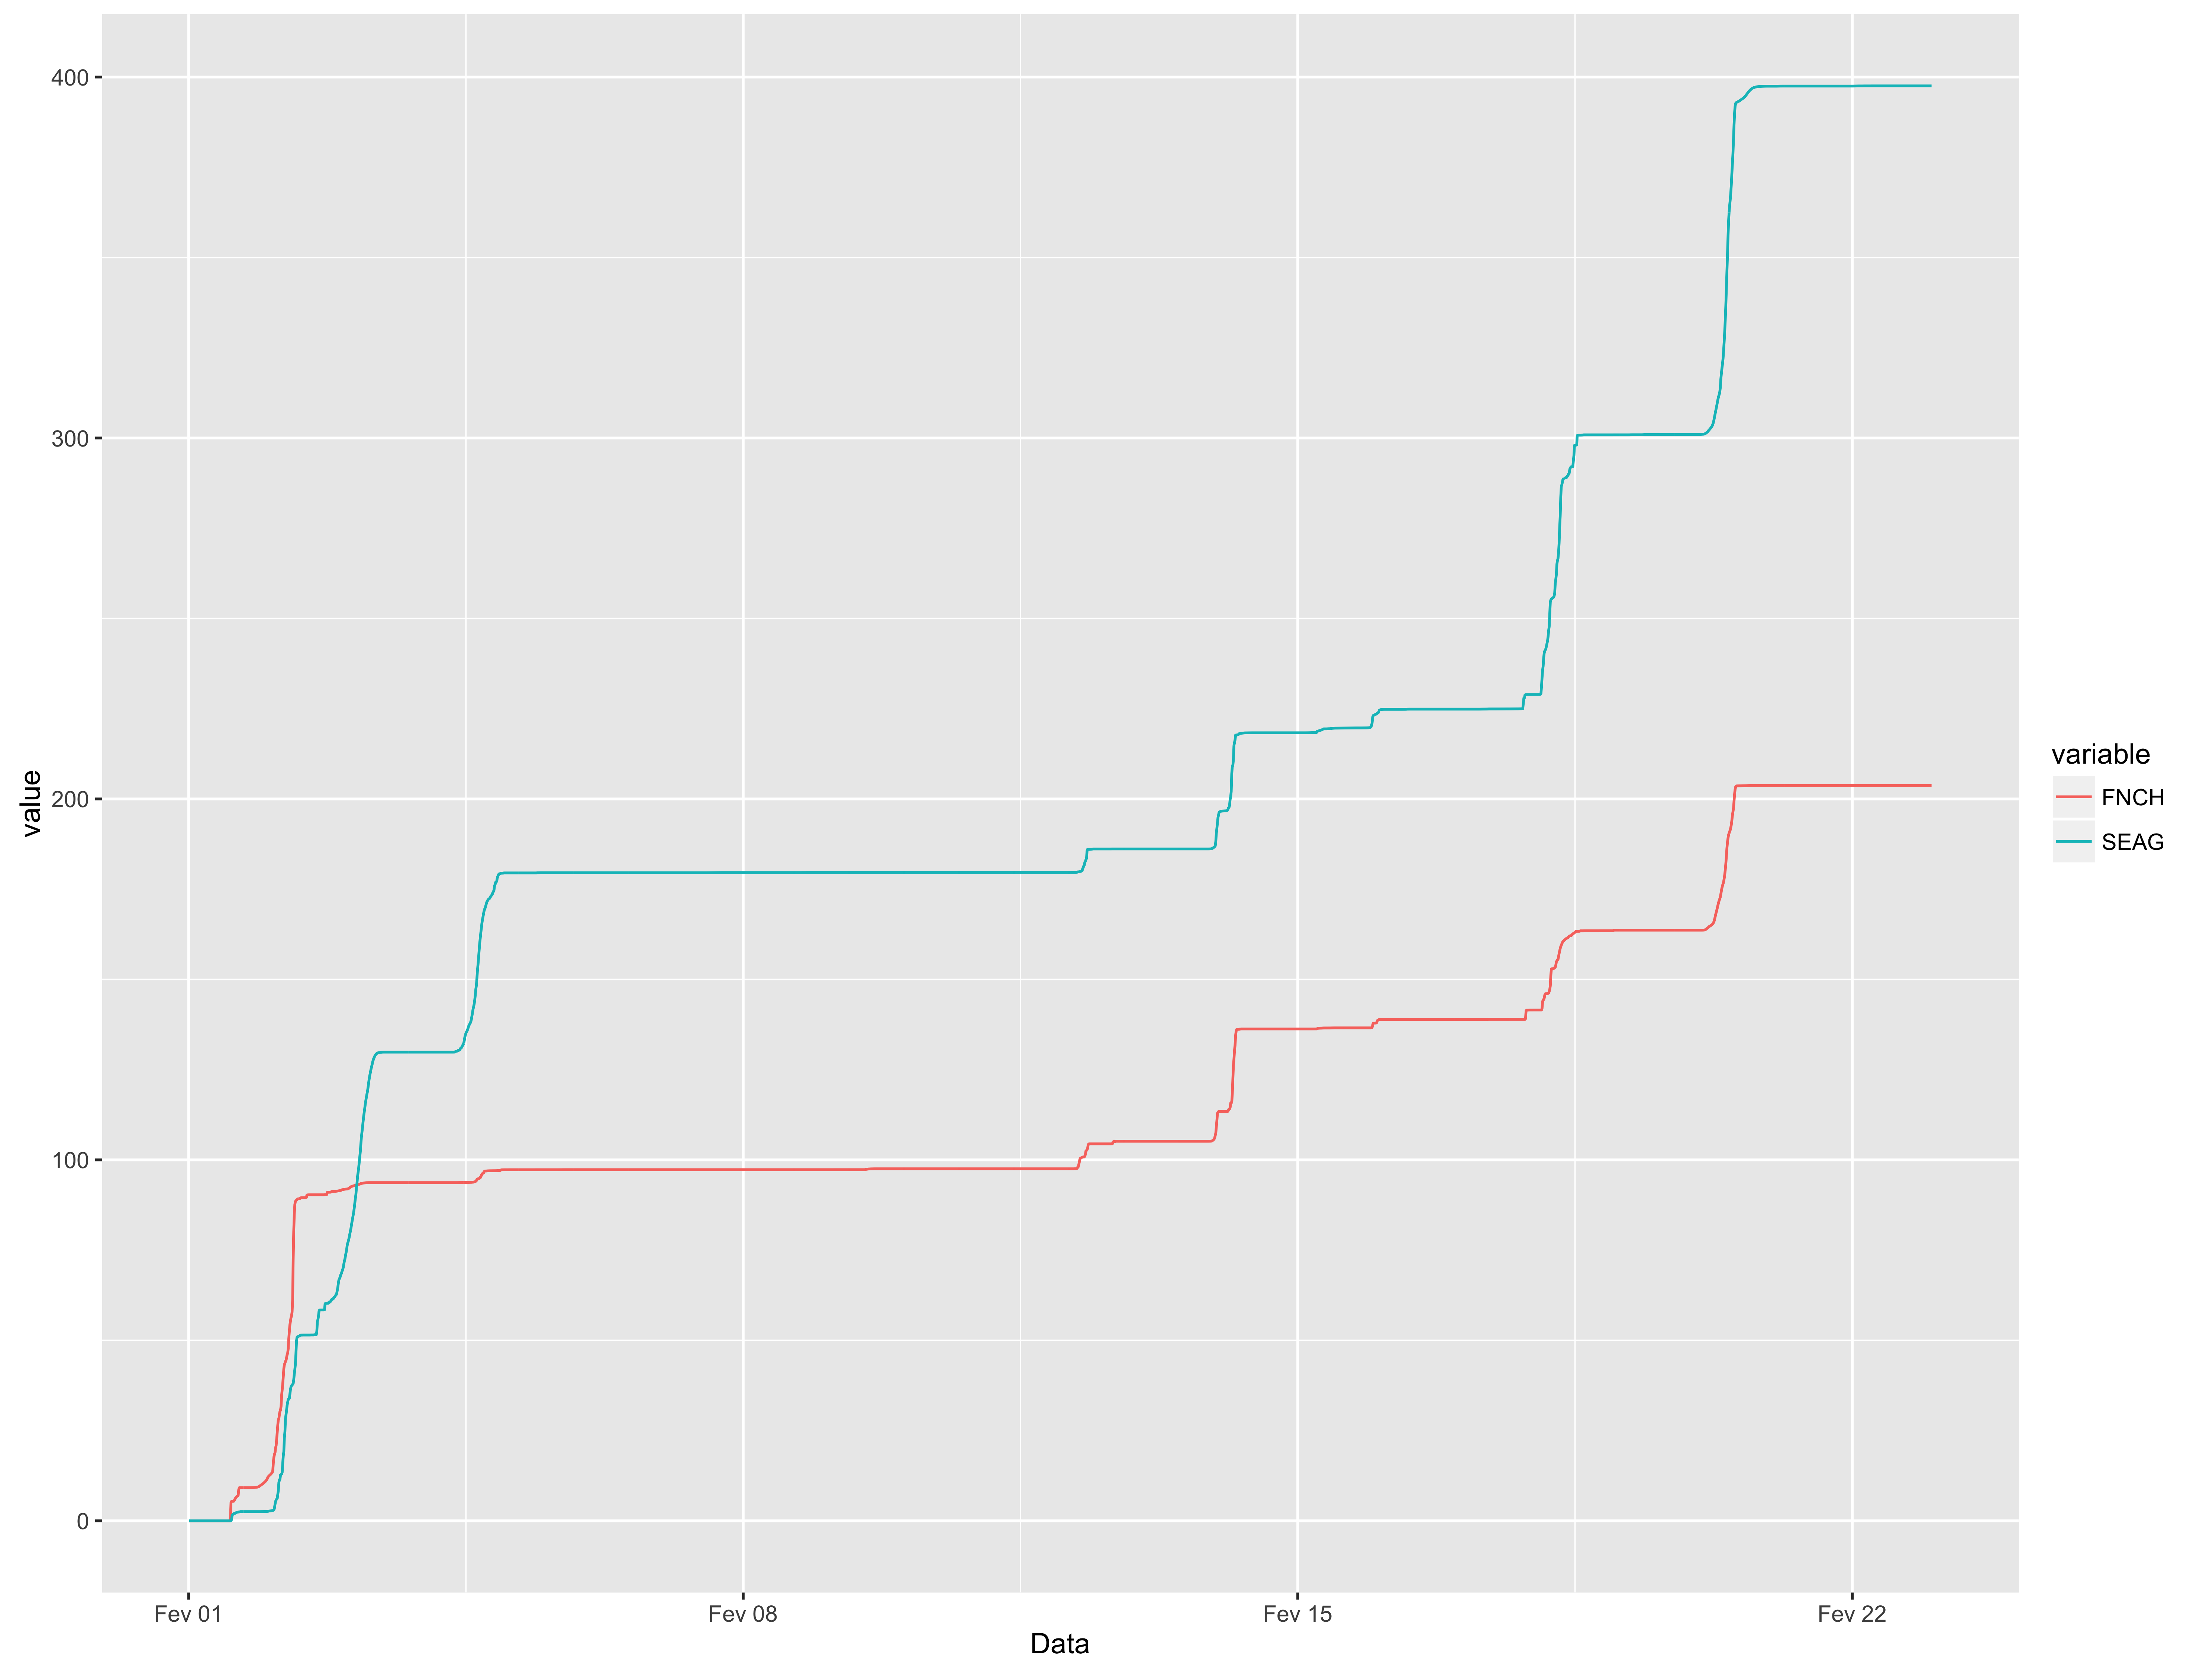 400
300
200
100
0
value
Fev 01
Fev 08
Fev 15
Fev 22
Data
variable
FNCH
SEAG